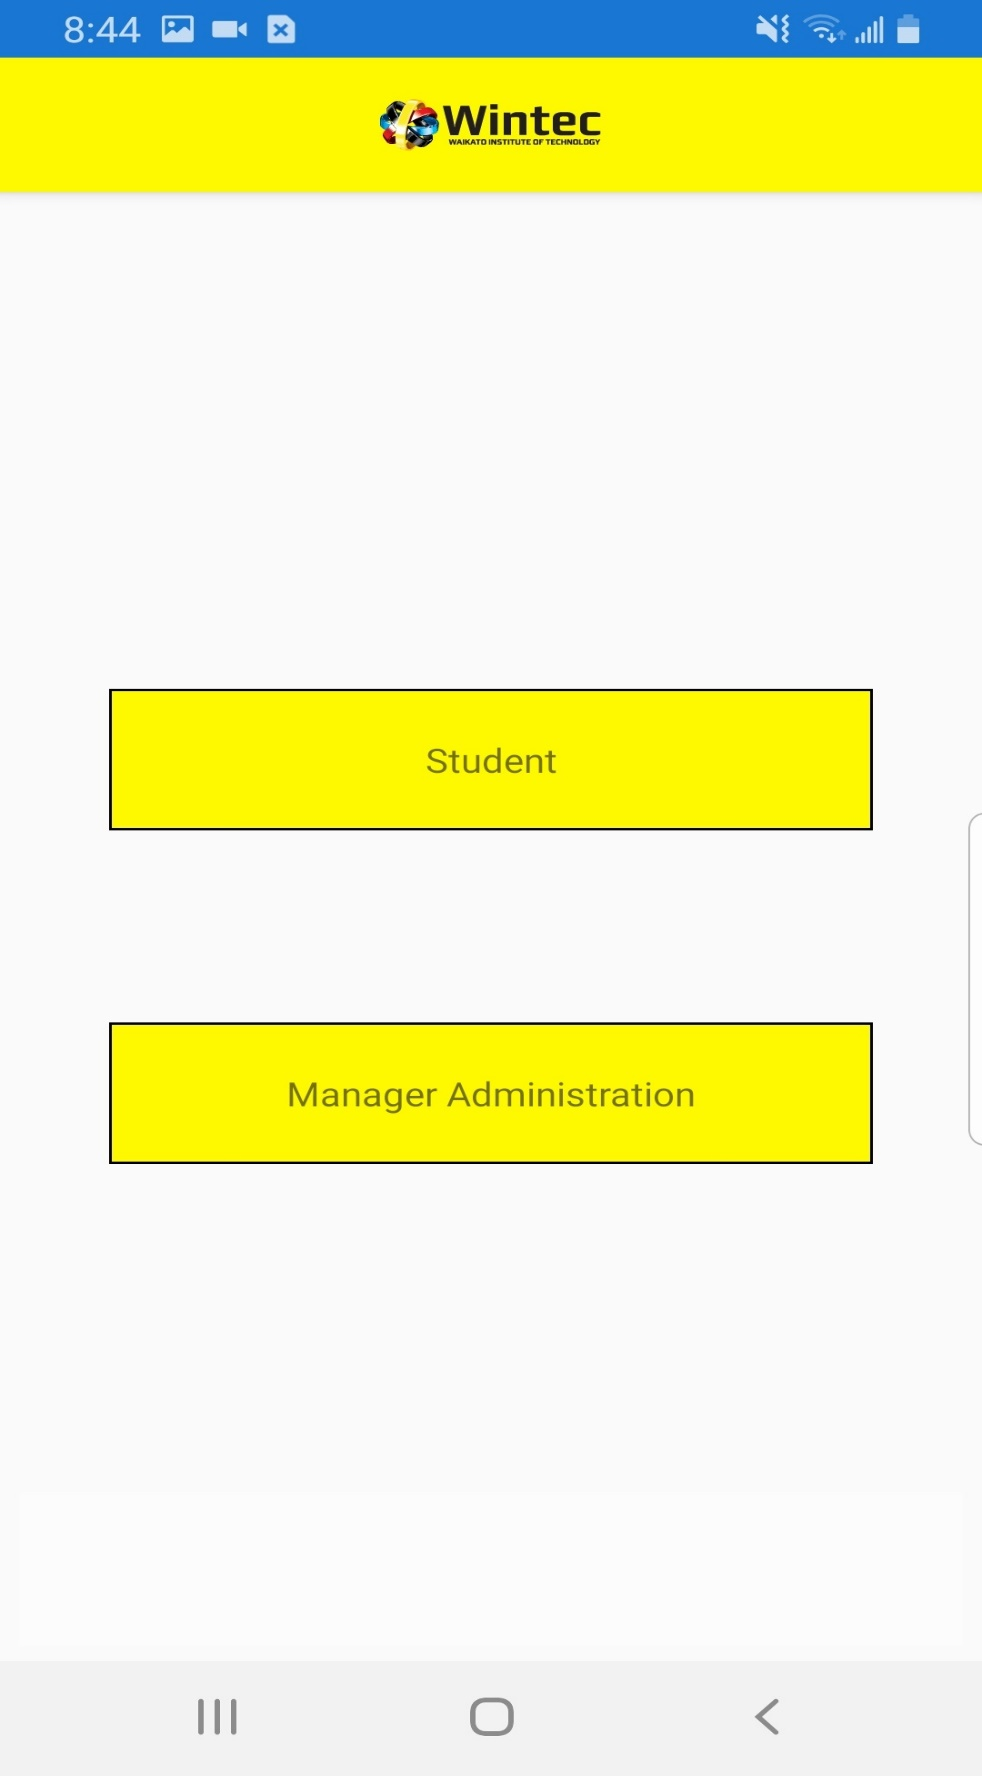 8:44
Wintec
WAIKATO INSTITUTE OF TECHNOLOGY
Student
Manager Administration